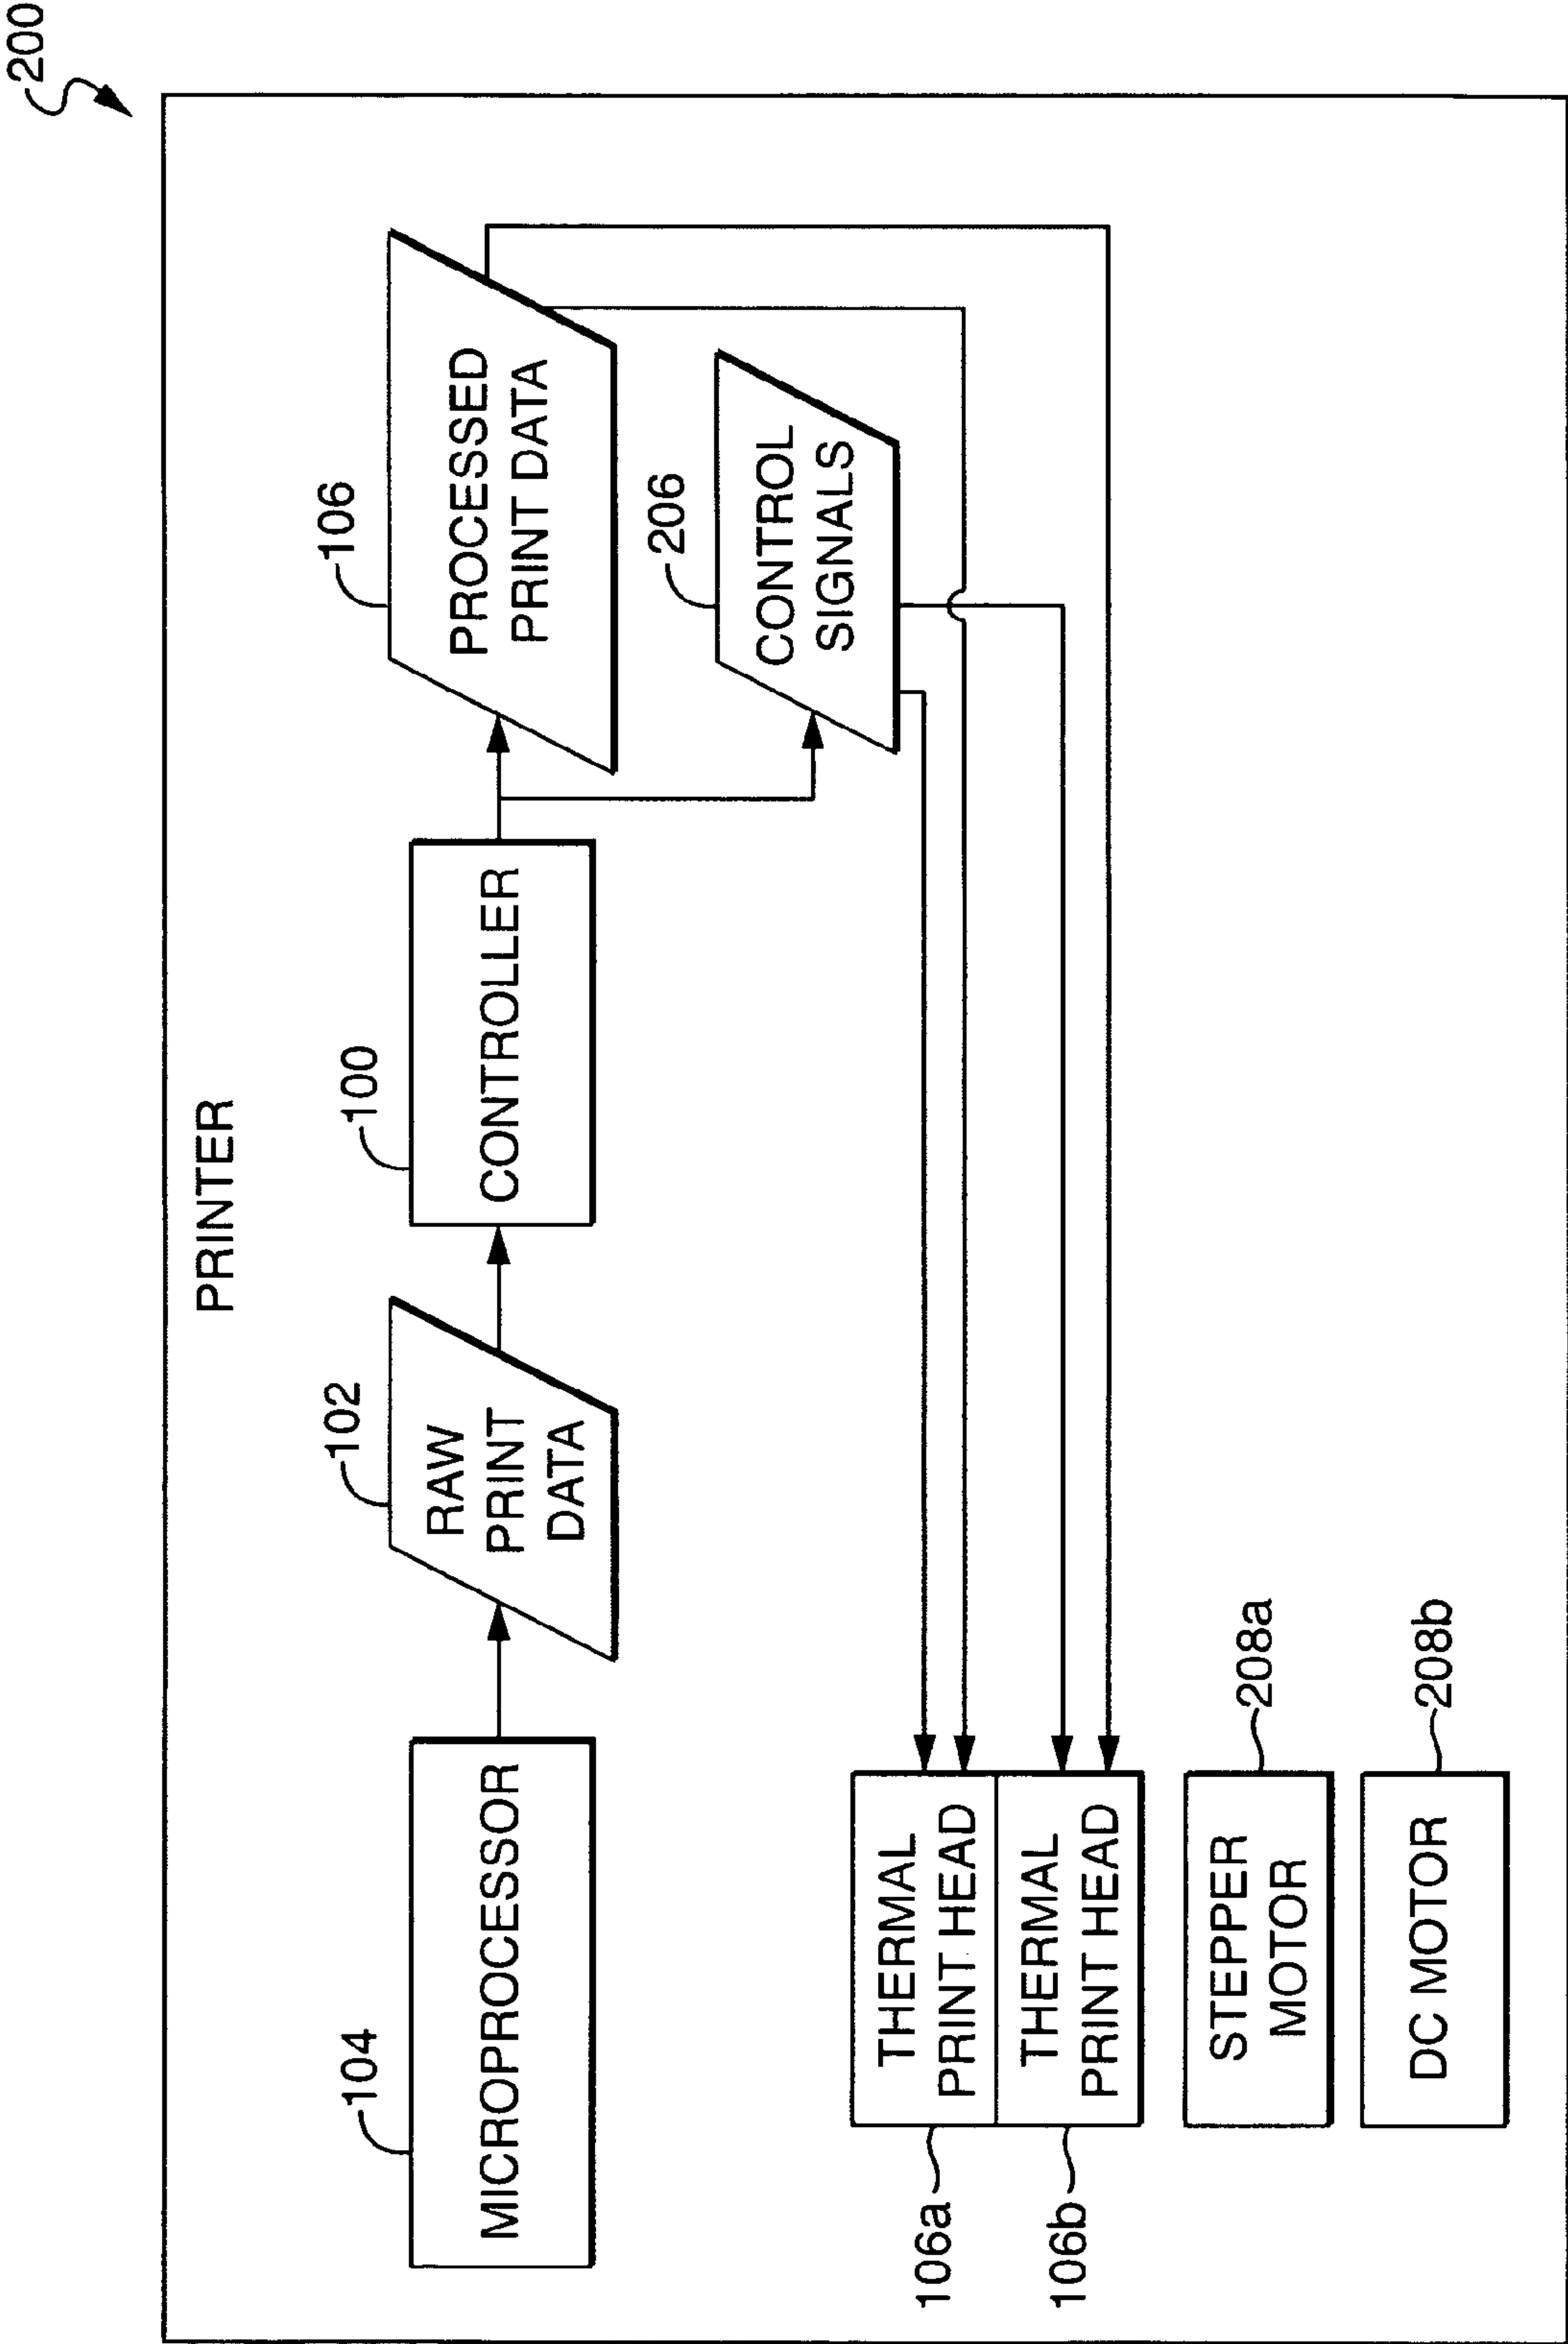 200
PRINTER
104
MICROPROCESSOR
102
RAW
PRINT
DATA
100
CONTROLLER
106
PROCESSED
PRINT DATA
206
CONTROL
SIGNALS
106a
THERMAL
PRINT HEAD
106b
THERMAL
PRINT HEAD
STEPPER
MOTOR
208a
DC MOTOR
208b